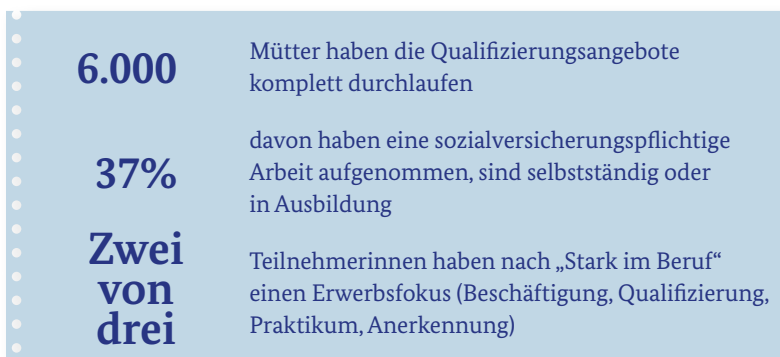 6.000
Mütter haben die Qualifizierungsangebote
komplett durchlaufen
37%
davon haben eine sozialversicherungspflichtige
Arbeit aufgenommen, sind selbstständig oder
in Ausbildung
Zwei
von
drei
Teilnehmerinnen haben nach „Stark im Beruf“
einen Erwerbsfokus (Beschäftigung, Qualifizierung,
Praktikum, Anerkennung)